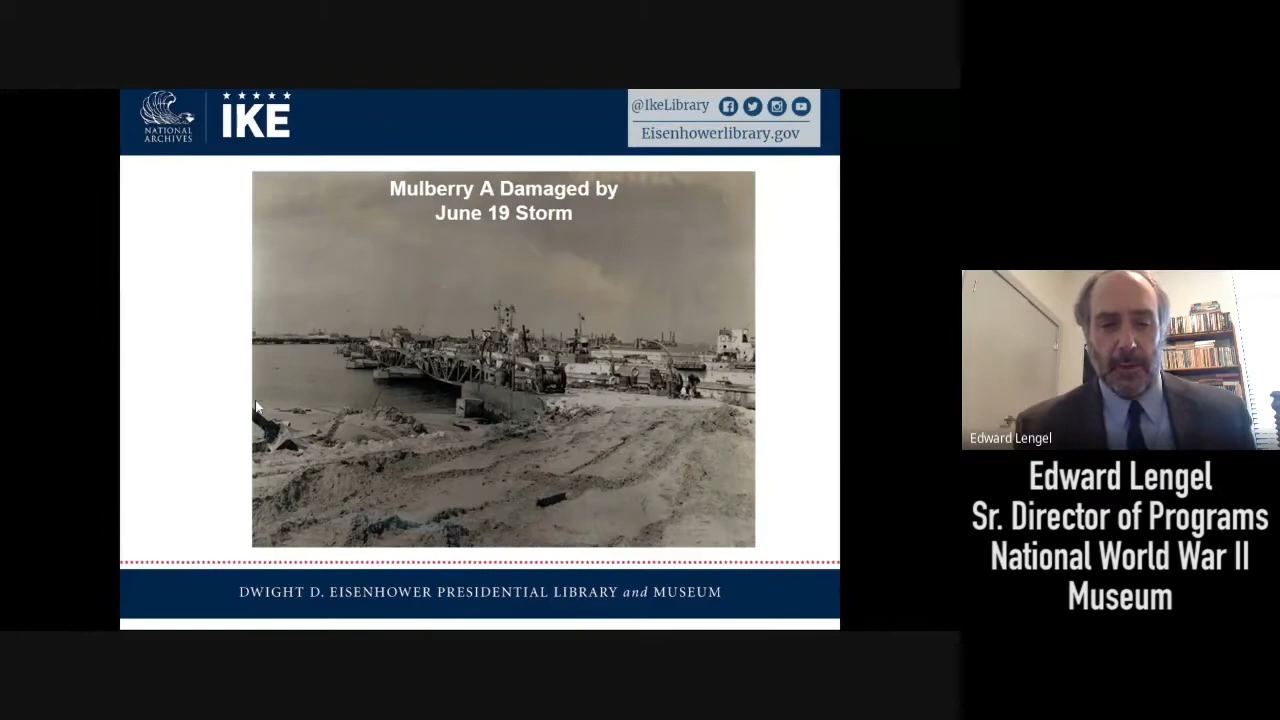 NATIONAL
ARCHIVES
IKE
@IkeLibrary
Eisenhowerlibrary.gov
Mulberry A Damaged by
June 19 Storm
DWIGHT D. EISENHOWER PRESIDENTIAL LIBRARY and MUSEUM
Edward Lengel
Edward Lengel
Sr. Director of Programs
National World War II
Museum